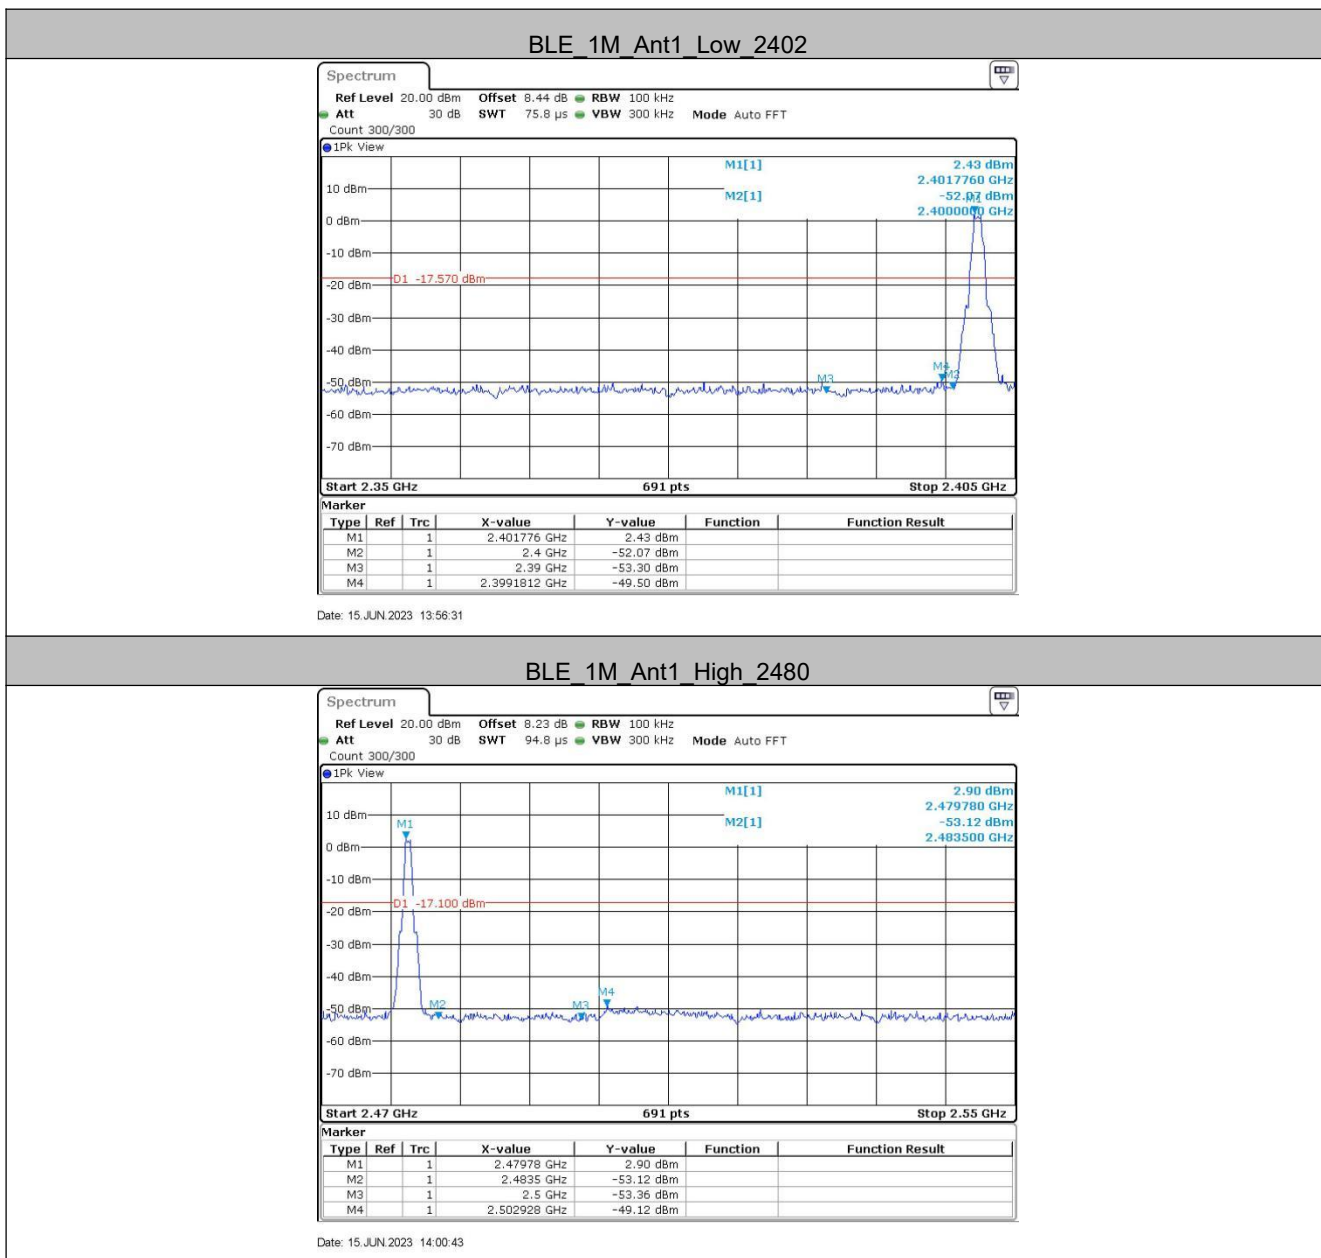 BLE_1M_Ant1_Low_2402
Spectrum
Ref Level 20.00 dBm Offset 8.44 dB RBW 100 kHz
Att 30 dB SWT 75.8 µs VBW 300 kHz Mode Auto FFT
Count 300/300
1Pk View
M1[1] 2.43 dBm
2.4017760 GHz
M2[1] -52.07 dBm
2.4000000 GHz
M1
10 dBm
0 dBm
-10 dBm
D1 -17.570 dBm
-20 dBm
-30 dBm
-40 dBm
M4
M2
M3
-50 dBm
-60 dBm
-70 dBm
Start 2.35 GHz 691 pts Stop 2.405 GHz
Marker
Type Ref Trc X-value Y-value Function Function Result
M1 1 2.401776 GHz 2.43 dBm
M2 1 2.4 GHz -52.07 dBm
M3 1 2.39 GHz -53.30 dBm
M4 1 2.3991812 GHz -49.50 dBm
Date: 15.JUN.2023 13:56:31
BLE_1M_Ant1_High_2480
Spectrum
Ref Level 20.00 dBm Offset 8.23 dB RBW 100 kHz
Att 30 dB SWT 94.8 µs VBW 300 kHz Mode Auto FFT
Count 300/300
1Pk View
M1[1] 2.90 dBm
2.479780 GHz
M2[1] -53.12 dBm
2.483500 GHz
10 dBm
M1
0 dBm
-10 dBm
D1 -17.100 dBm
-20 dBm
-30 dBm
-40 dBm
M4
M2 M3
-50 dBm
-60 dBm
-70 dBm
Start 2.47 GHz 691 pts Stop 2.55 GHz
Marker
Type Ref Trc X-value Y-value Function Function Result
M1 1 2.47978 GHz 2.90 dBm
M2 1 2.4835 GHz -53.12 dBm
M3 1 2.5 GHz -53.36 dBm
M4 1 2.502928 GHz -49.12 dBm
Date: 15.JUN.2023 14:00:43